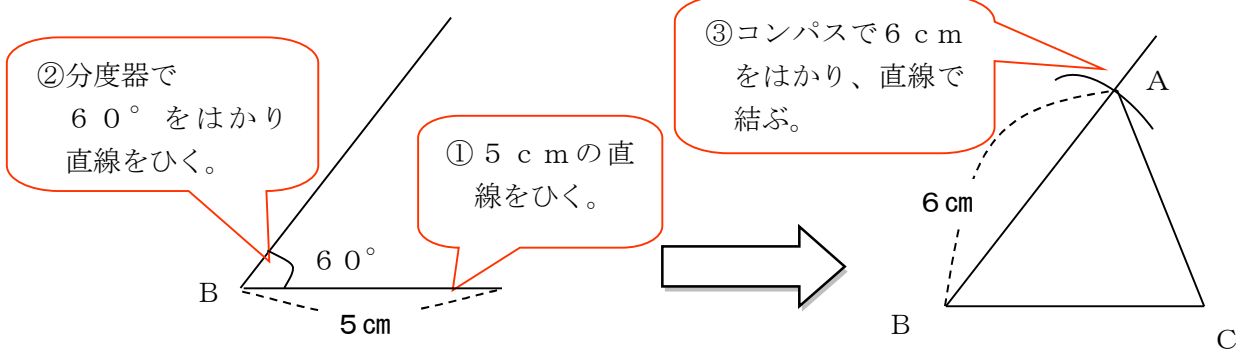 ②分度器で
６０°をはかり
直線をひく。
①５ｃｍの直
線をひく。
６０°
B
５㎝
③コンパスで６ｃｍ
をはかり、直線で
結ぶ。
A
６㎝
B
C